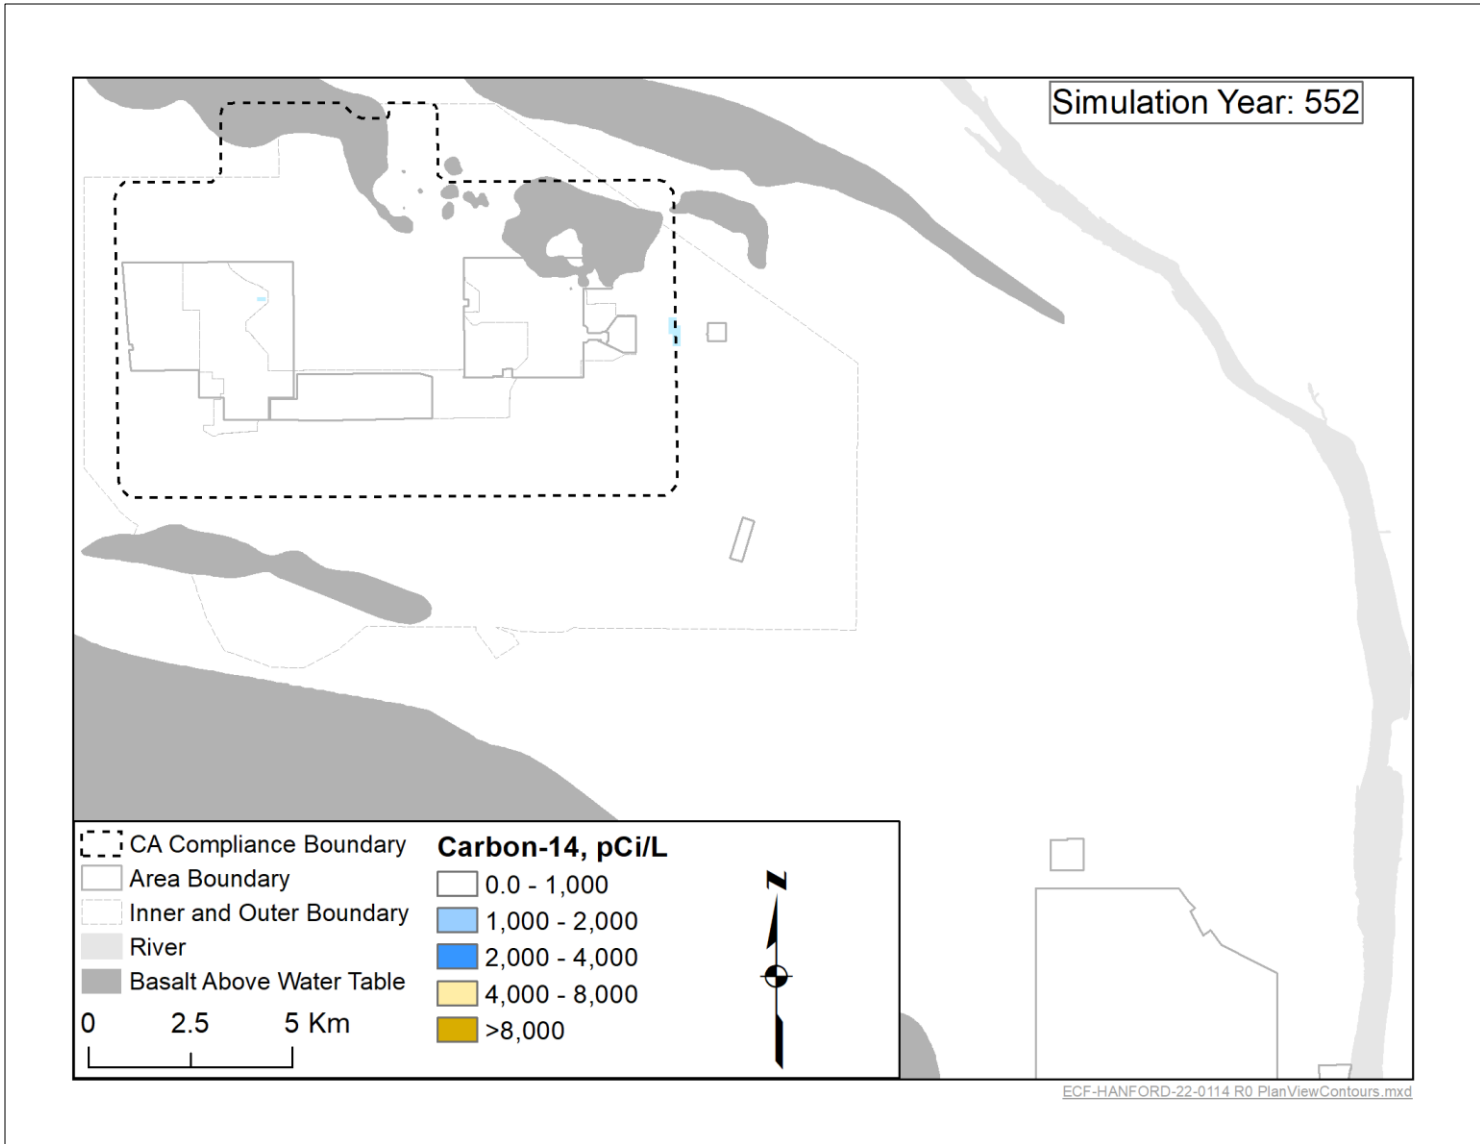 Simulation Year: 552
CA Compliance Boundary
Area Boundary
Inner and Outer Boundary
River
Basalt Above Water Table
0 2.5 5 Km
Carbon-14, pCi/L
0.0 - 1,000
1,000 - 2,000
2,000 - 4,000
4,000 - 8,000
>8,000
N
ECF-HANFORD-22-0114 R0 PlanViewContours.mxd